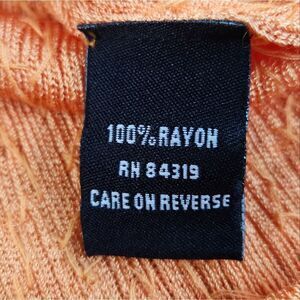 100% RAYON
RN 84319
CARE ON REVERSE